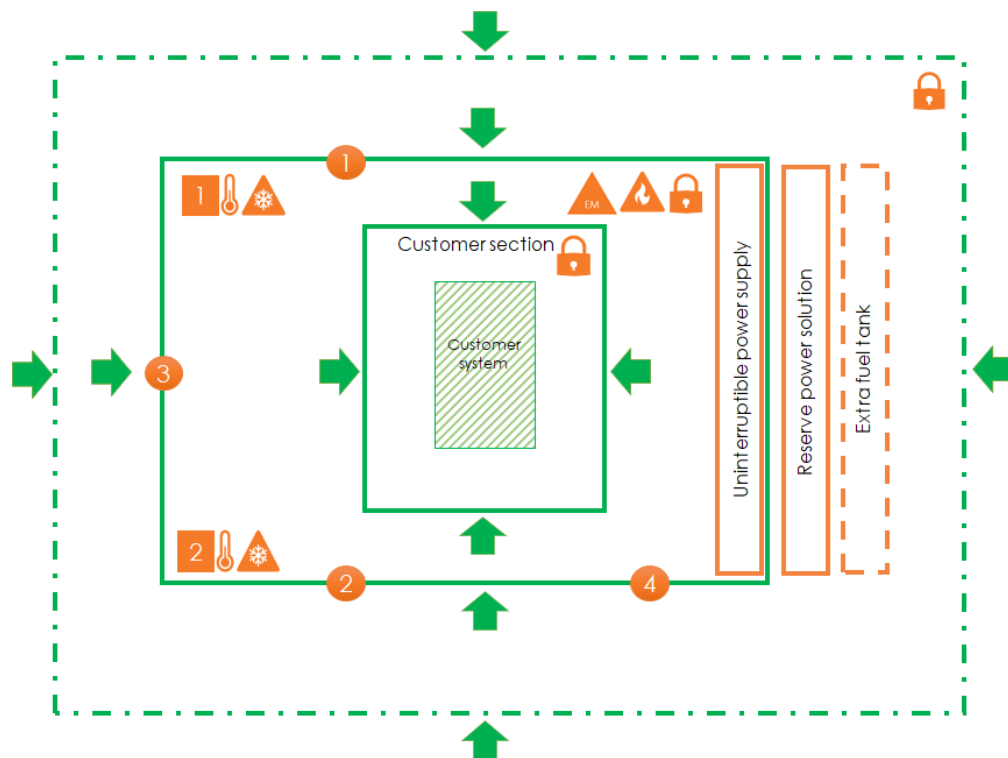 1
1
EM
Customer section
Customer
system
3
2
2
4
Uninterruptible power supply
Reserve power solution
Extra fuel tank